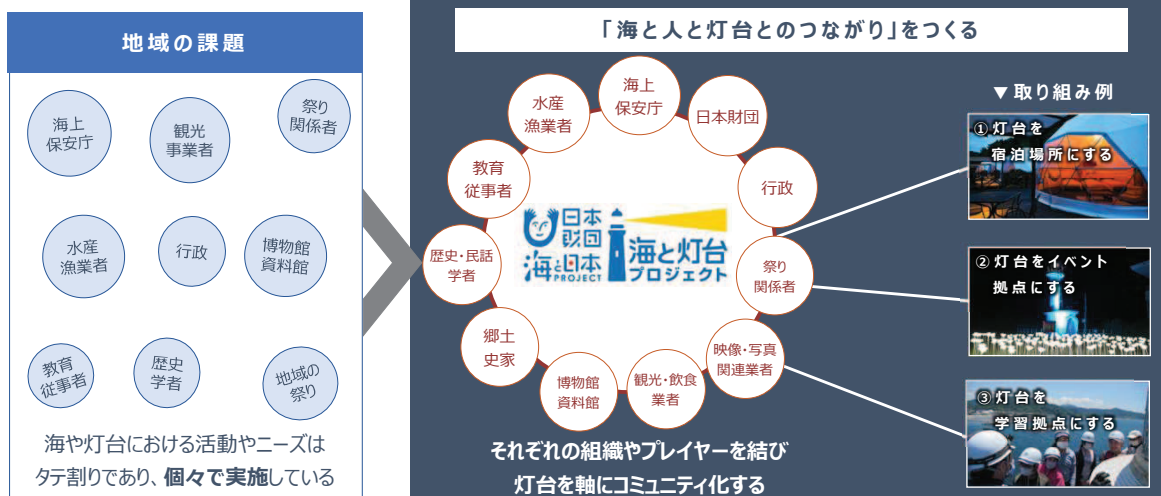 地域の課題
海上
保安庁
観光
事業者
祭り
関係者
水産
漁業者
行政
博物館
資料館
教育
従事者
歴史
学者
地域の
祭り
海や灯台における活動やニーズは
タテ割りであり、個々で実施している
「海と人と灯台とのつながり」をつくる
海上
保安庁
日本財団
行政
祭り
関係者
映像・写真
関連業者
観光・飲食
業者
博物館
資料館
郷土
史家
歴史・民話
学者
教育
従事者
水産
漁業者
日本
財団
海と日本
PROJECT
海と灯台
プロジェクト
それぞれの組織やプレイヤーを結び
灯台を軸にコミュニティ化する
▼取り組み例
①灯台を
宿泊場所にする
②灯台をイベント
拠点にする
③灯台を
学習拠点にする